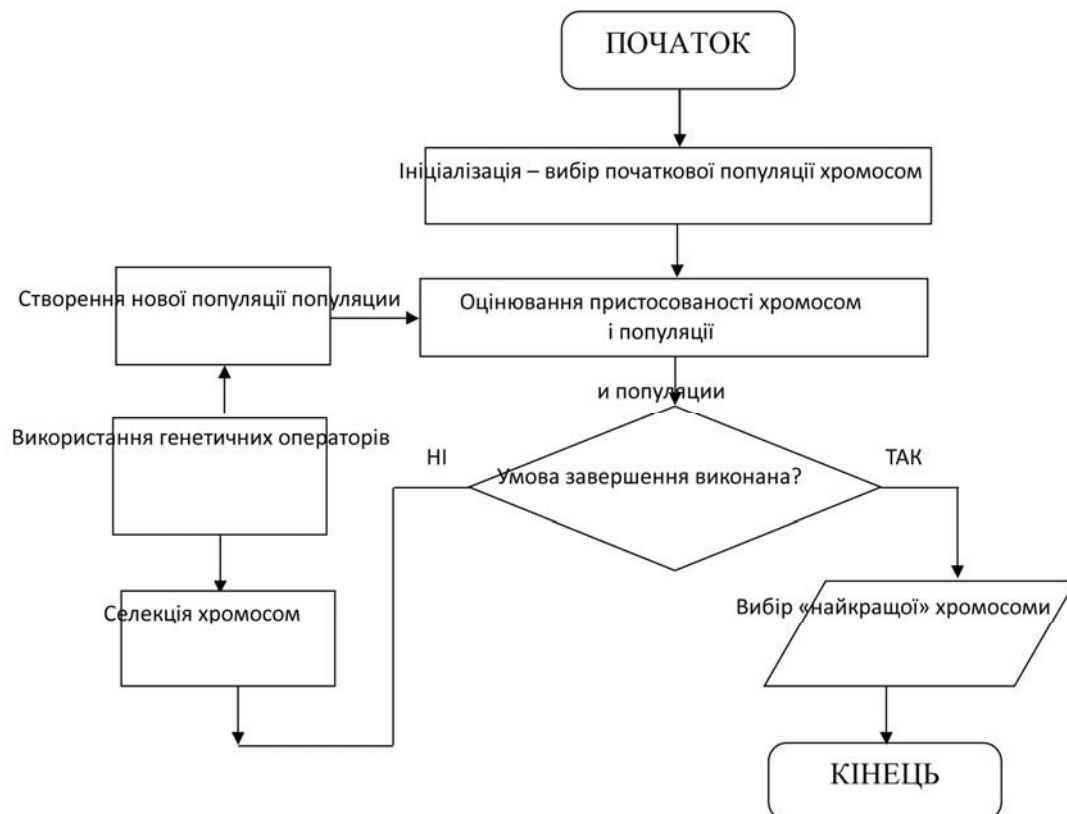 ПОЧАТОК
Ініціалізація – вибір початкової популяції хромосом
Створення нової популяції популяции
Оцінювання пристосованості хромосом
і популяції
и популяции
Використання генетичних операторів
НІ
Умова завершення виконана?
ТАК
Селекція хромосом
Вибір «найкращої» хромосоми
КІНЕЦЬ